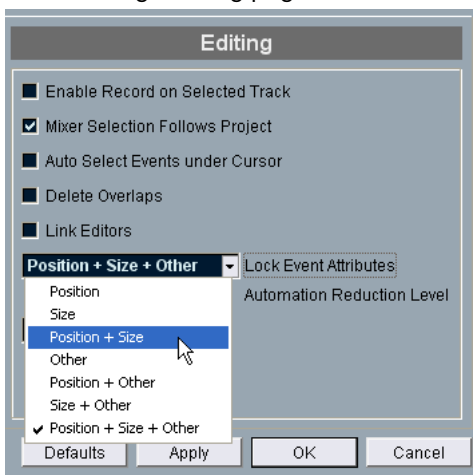 Editing
Enable Record on Selected Track
Mixer Selection Follows Project
Auto Select Events under Cursor
Delete Overlaps
Link Editors
Position + Size + Other Lock Event Attributes
Position
Automation Reduction Level
Size
Position + Size
Other
Position + Other
Size + Other
Position + Size + Other
Defaults Apply OK Cancel